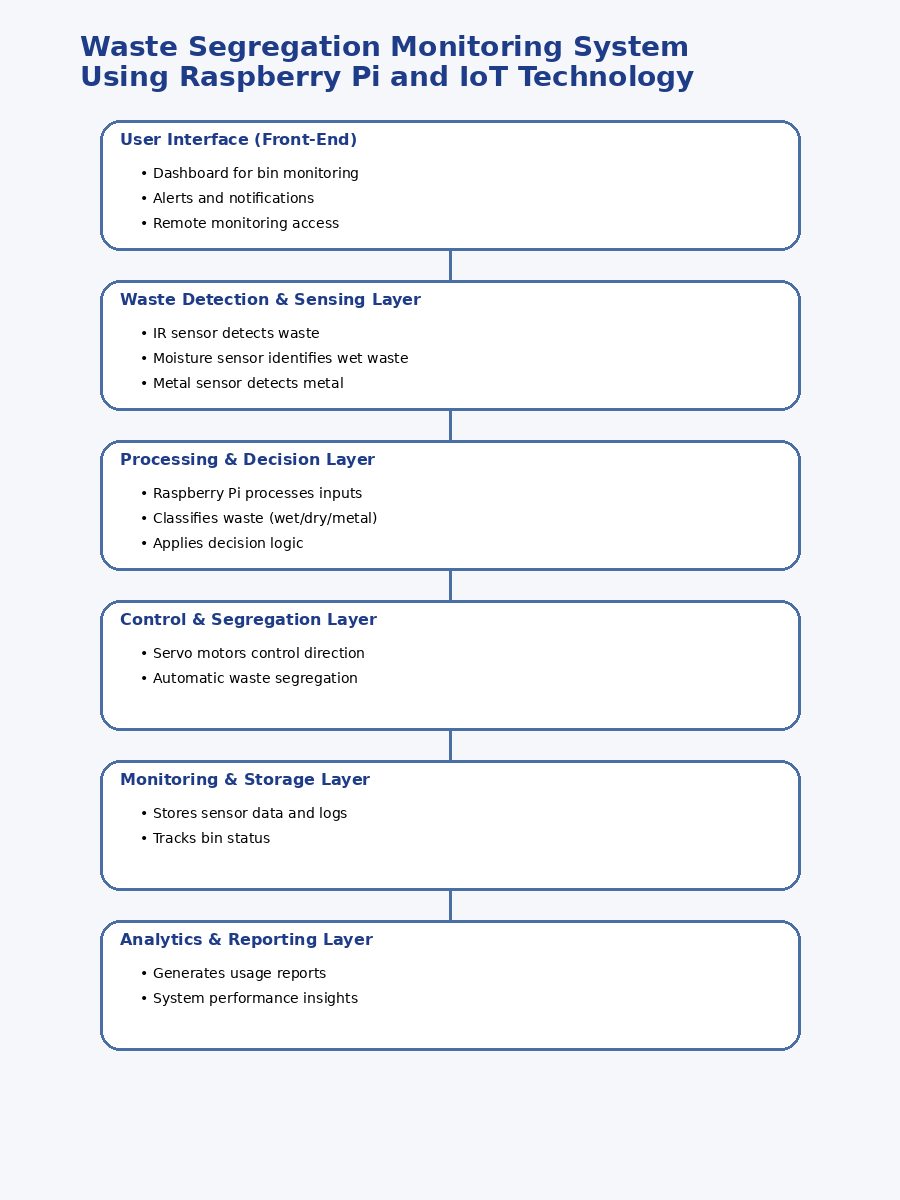 Waste Segregation Monitoring System
Using Raspberry Pi and IoT Technology
User Interface (Front-End)
• Dashboard for bin monitoring
• Alerts and notifications
• Remote monitoring access
Waste Detection & Sensing Layer
• IR sensor detects waste
• Moisture sensor identifies wet waste
• Metal sensor detects metal
Processing & Decision Layer
• Raspberry Pi processes inputs
• Classifies waste (wet/dry/metal)
• Applies decision logic
Control & Segregation Layer
• Servo motors control direction
• Automatic waste segregation
Monitoring & Storage Layer
• Stores sensor data and logs
• Tracks bin status
Analytics & Reporting Layer
• Generates usage reports
• System performance insights